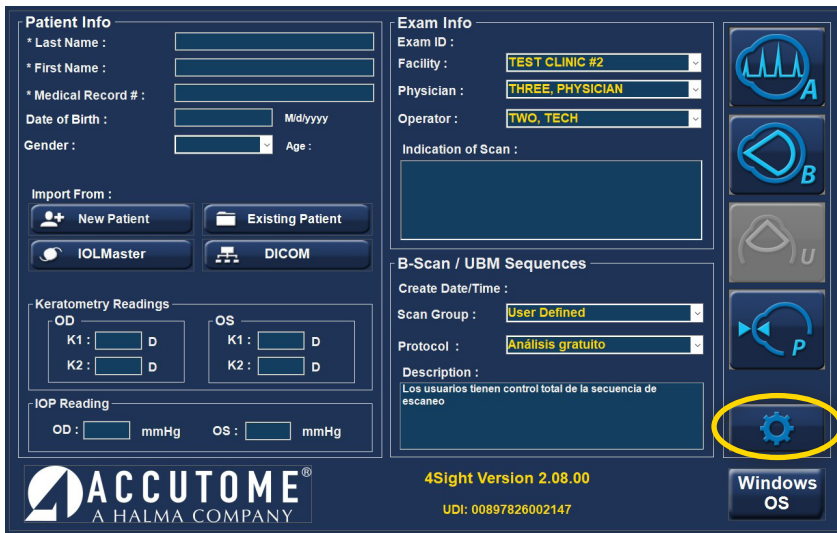 Patient Info
* Last Name :
* First Name :
* Medical Record # :
Date of Birth :
M/d/yyyy
Gender :
Age :
Import From :
New Patient
Existing Patient
IOLMaster
DICOM
Keratometry Readings
OD
K1 :
D
K2 :
D
OS
K1 :
D
K2 :
D
IOP Reading
OD :
mmHg
OS :
mmHg
Exam Info
Exam ID :
Facility :
TEST CLINIC #2
Physician :
THREE, PHYSICIAN
Operator :
TWO, TECH
Indication of Scan :
B-Scan / UBM Sequences
Create Date/Time :
Scan Group :
User Defined
Protocol :
Análisis gratuito
Description :
Los usuarios tienen control total de la secuencia de
escaneo
A
B
U
P
ACCUTOME®
A HALMA COMPANY
4Sight Version 2.08.00
UDI: 00897826002147
Windows
OS